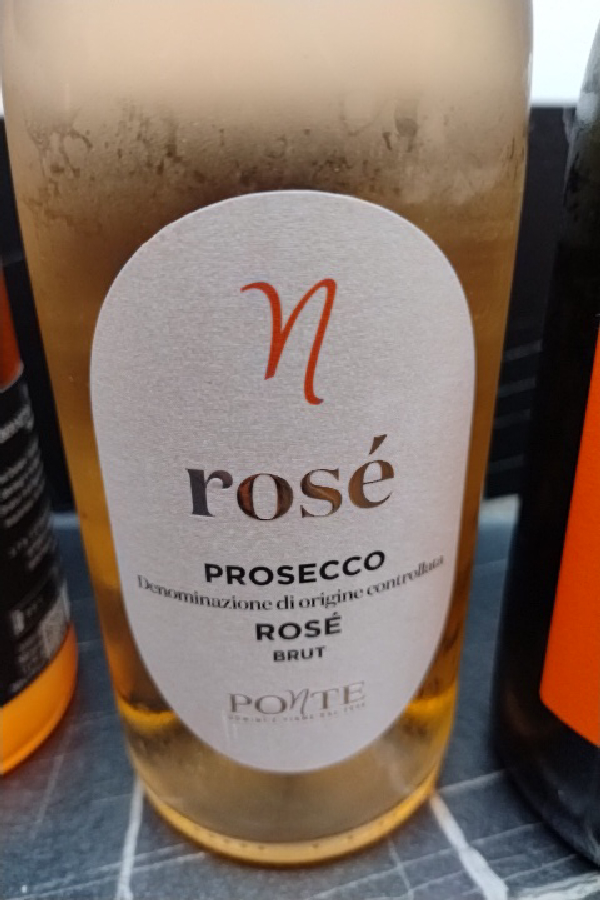 n
rosé
PROSECCO
Denominazione di origine controllata
ROSÉ
BRUT
PONTE